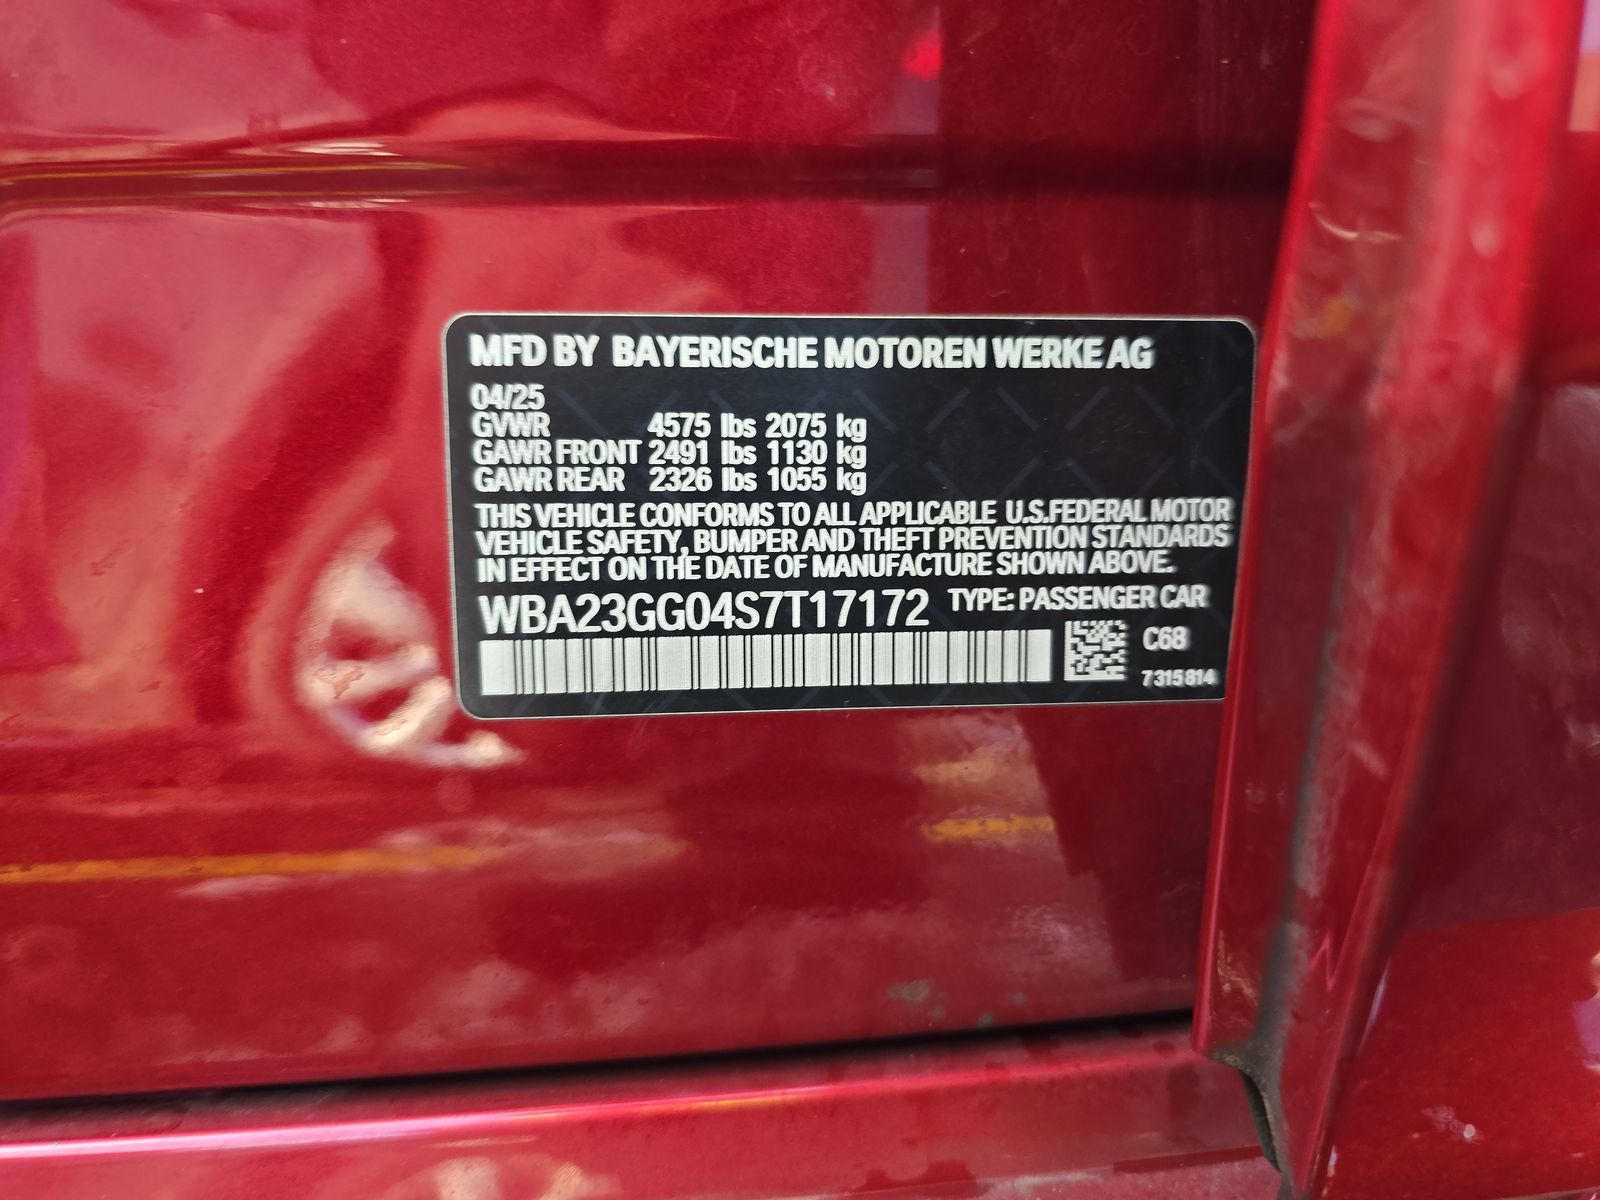 MFD BY BAYERISCHE MOTOREN WERKE AG
04/25
GVWR 4575 lbs 2075 kg
GAWR FRONT 2491 lbs 1130 kg
GAWR REAR 2326 lbs 1055 kg
THIS VEHICLE CONFORMS TO ALL APPLICABLE U.S.FEDERAL MOTOR
VEHICLE SAFETY, BUMPER AND THEFT PREVENTION STANDARDS
IN EFFECT ON THE DATE OF MANUFACTURE SHOWN ABOVE.
WBA23GG04S7T17172 TYPE: PASSENGER CAR
C68
7315814